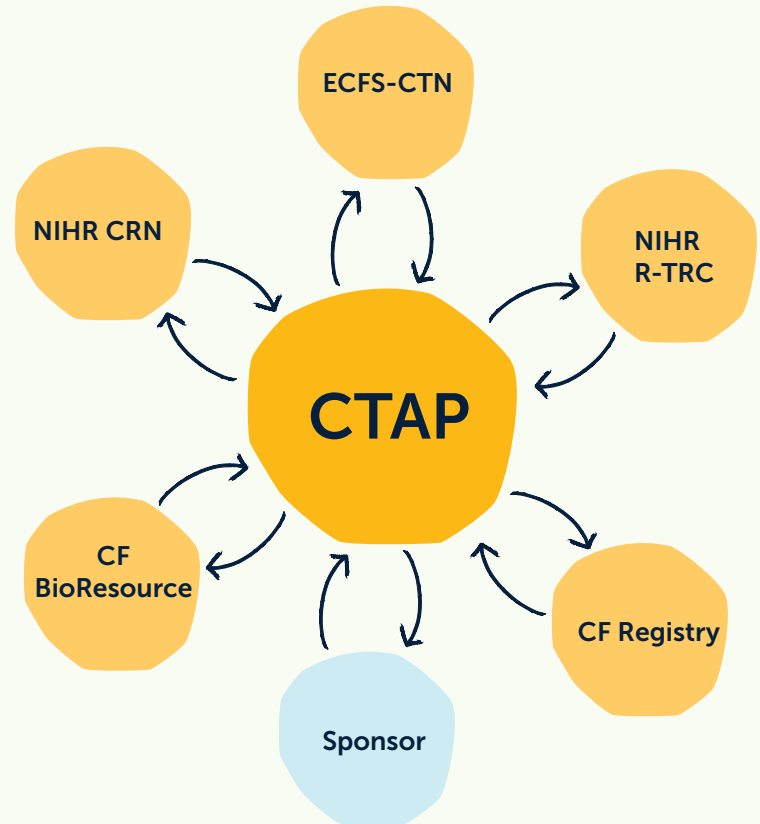 ECFS-CTN
NIHR CRN
NIHR
R-TRC
CTAP
CF
BioResource
CF Registry
Sponsor